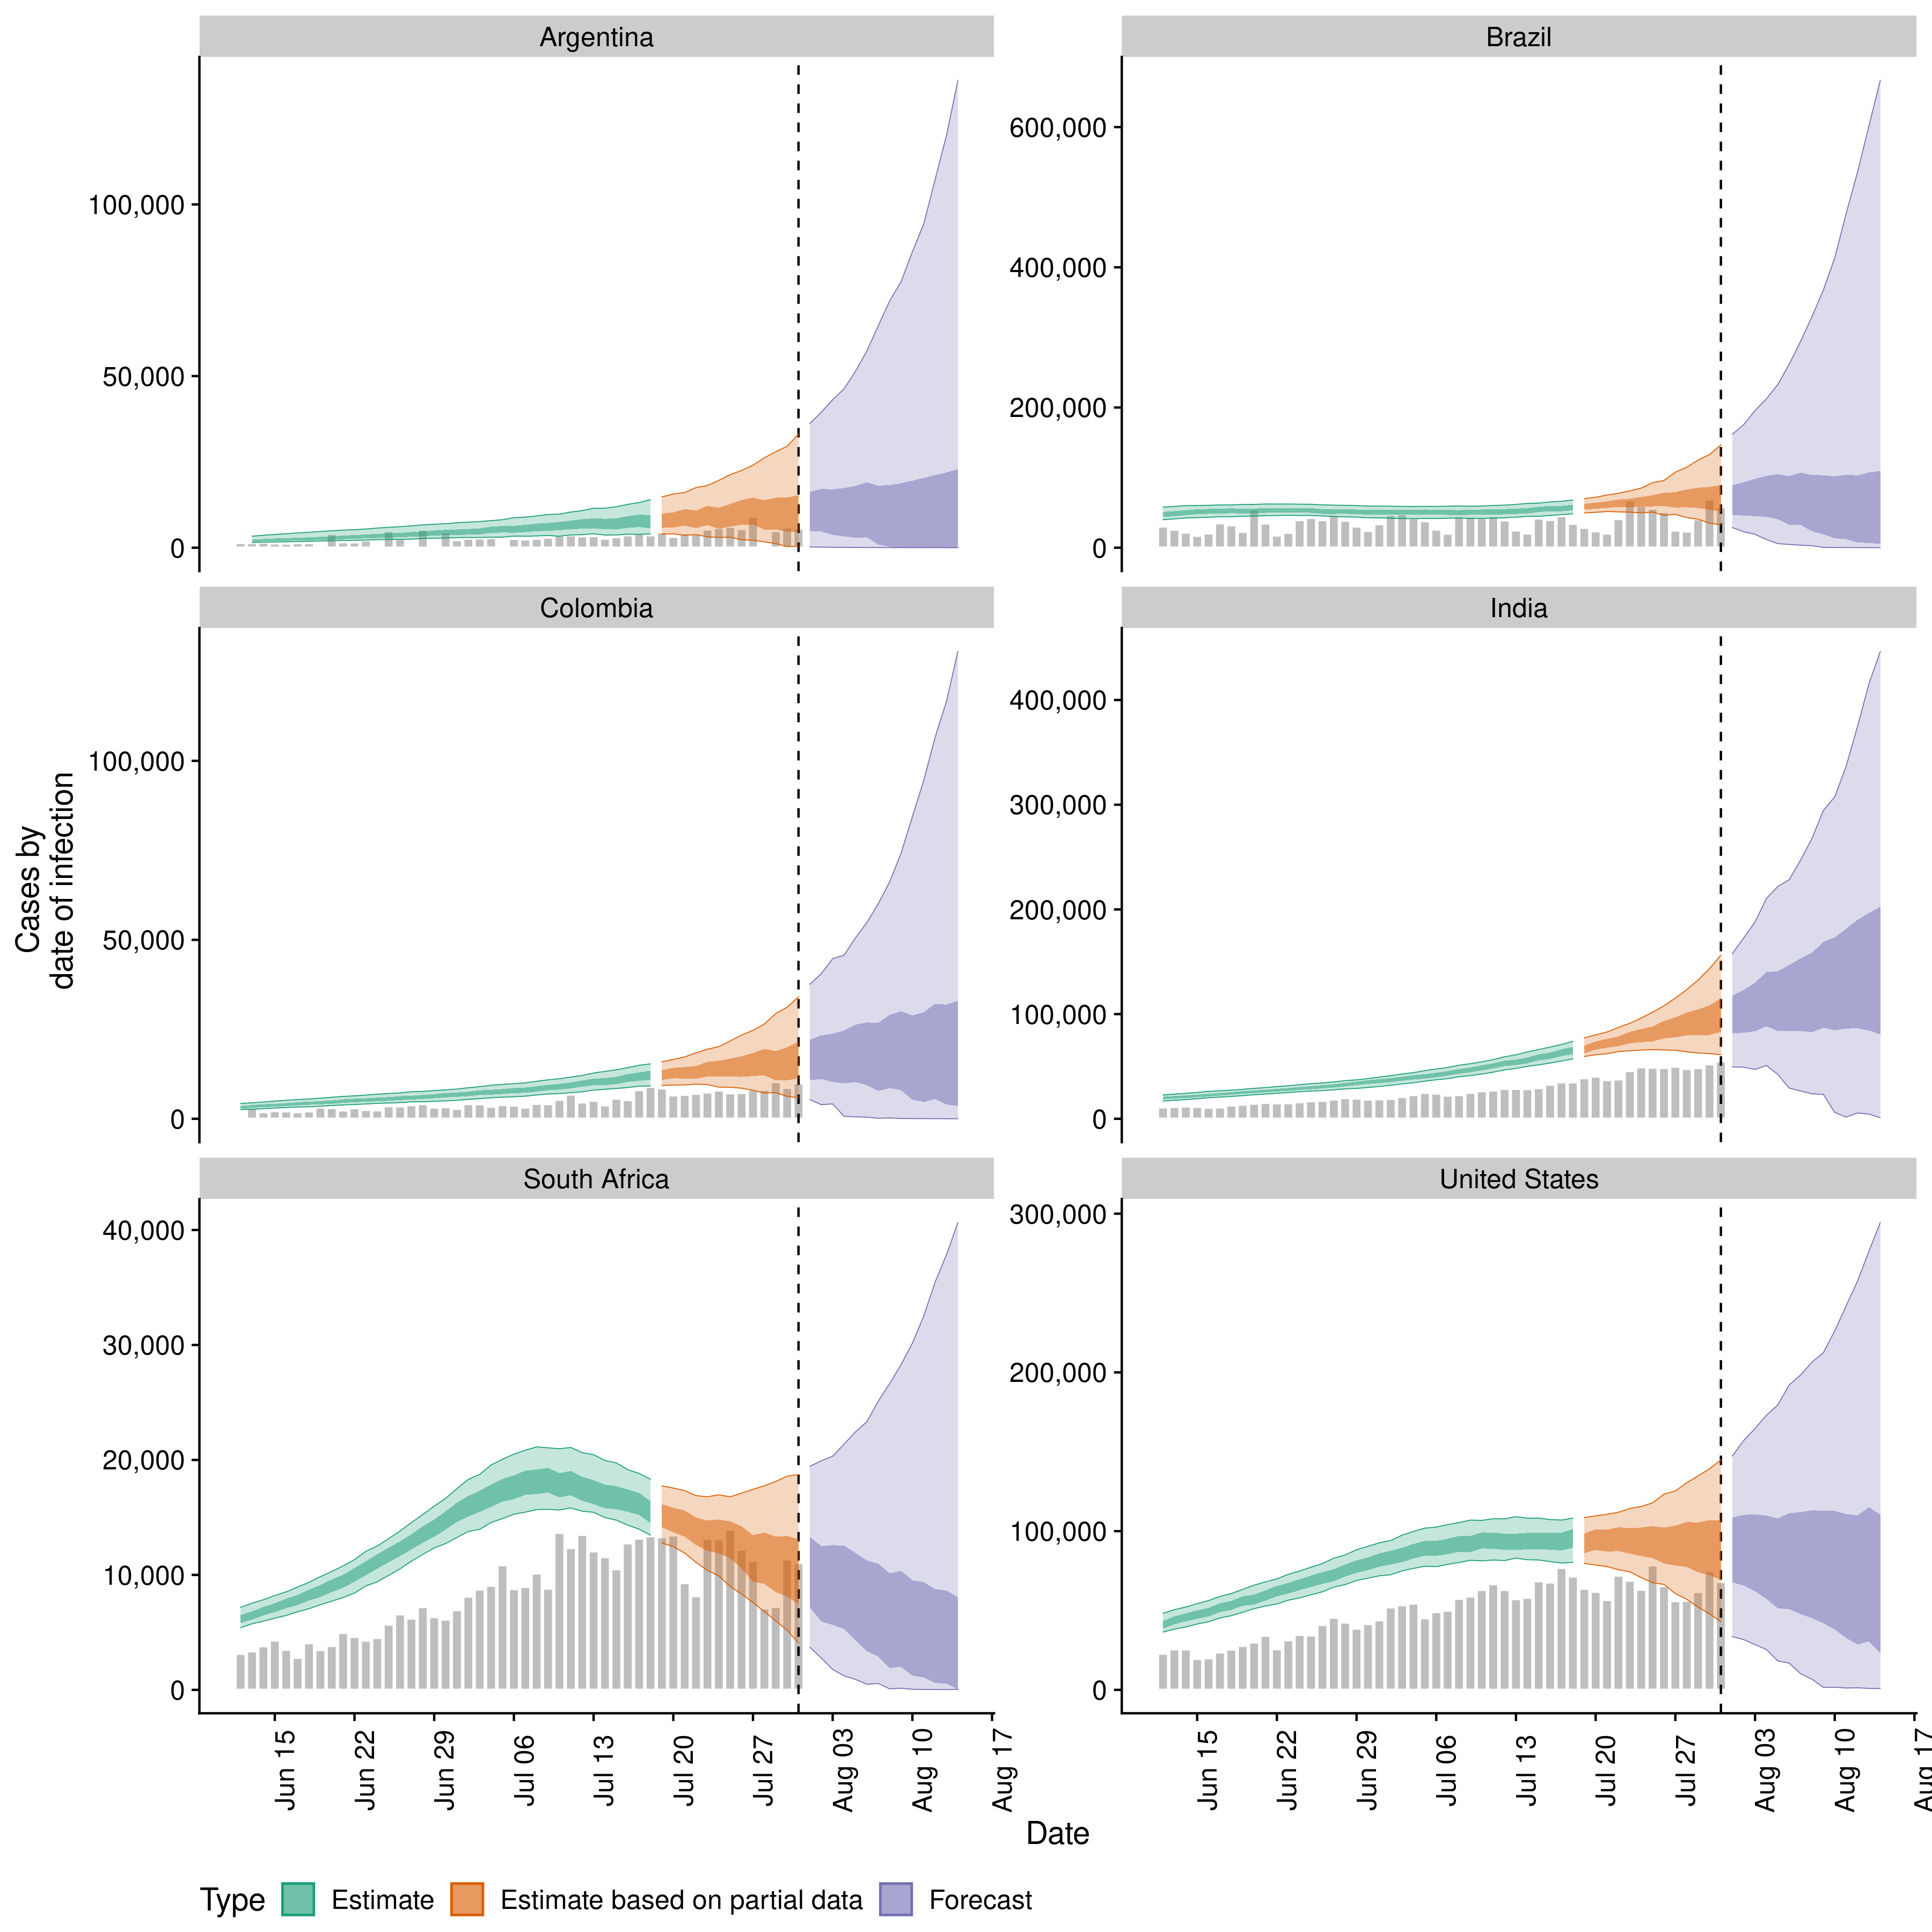 Argentina
Brazil
100,000
50,000
0
600,000
400,000
200,000
0
Colombia
India
100,000
50,000
0
400,000
300,000
200,000
100,000
0
South Africa
United States
40,000
30,000
20,000
10,000
0
300,000
200,000
100,000
0
Cases by
date of infection
Jun 15
Jun 22
Jun 29
Jul 06
Jul 13
Jul 20
Jul 27
Aug 03
Aug 10
Aug 17
Jun 15
Jun 22
Jun 29
Jul 06
Jul 13
Jul 20
Jul 27
Aug 03
Aug 10
Aug 17
Date
Type Estimate Estimate based on partial data Forecast